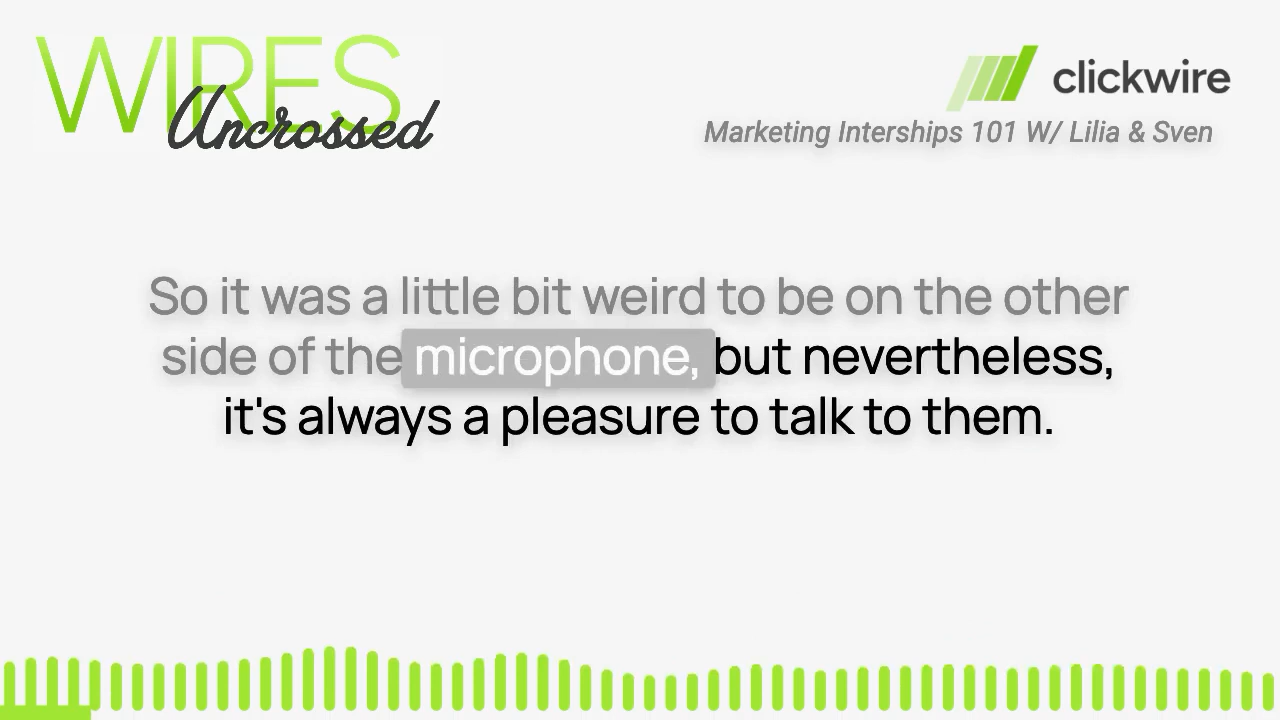 WIRES
Uncrossed
clickwire
Marketing Interships 101 W/ Lilia & Sven
So it was a little bit weird to be on the other
side of the microphone, but nevertheless,
it's always a pleasure to talk to them.